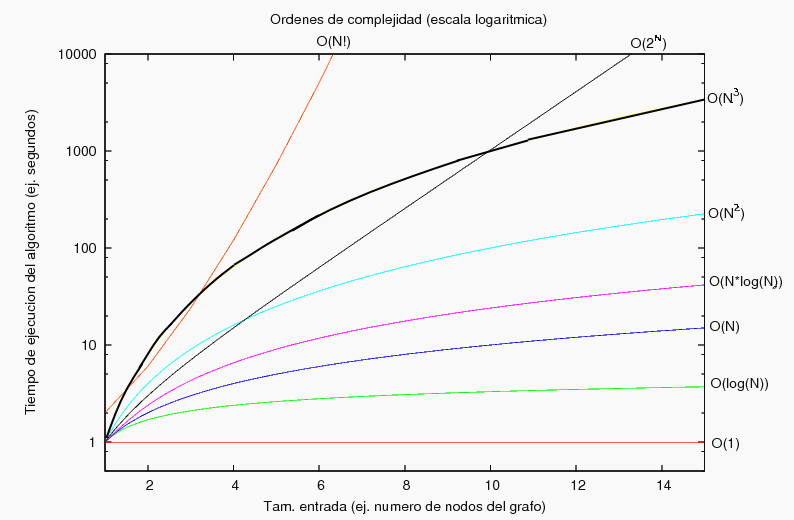 Ordenes de complejidad (escala logaritmica)
O(N!)
O(2^N)
10000
1000
100
10
1
Tiempo de ejecucion del algoritmo (ej. segundos)
O(N^3)
O(N^2)
O(N*log(N))
O(N)
O(log(N))
O(1)
2 4 6 8 10 12 14
Tam. entrada (ej. numero de nodos del grafo)